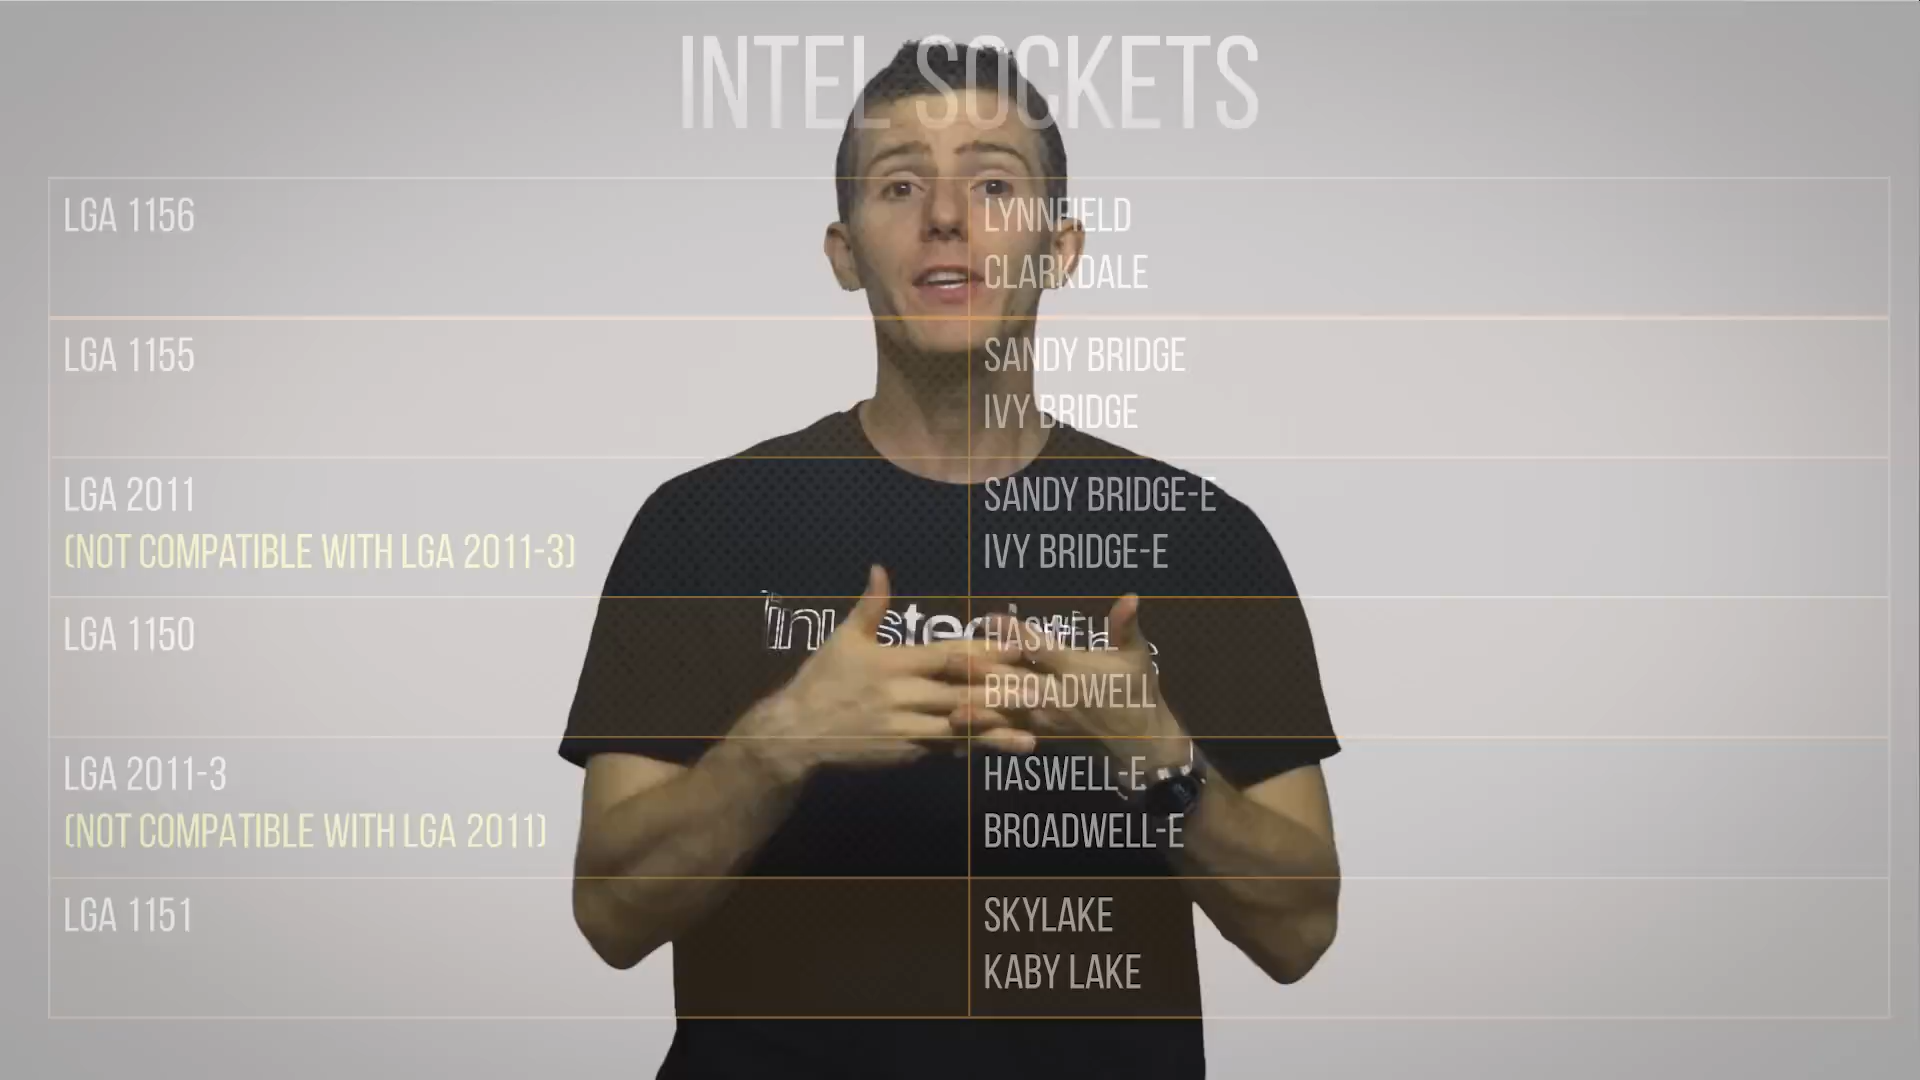 INTEL SOCKETS
LGA 1156
LYNNFIELD
CLARKDALE
LGA 1155
SANDY BRIDGE
IVY BRIDGE
LGA 2011
(NOT COMPATIBLE WITH LGA 2011-3)
SANDY BRIDGE-E
IVY BRIDGE-E
LGA 1150
HASWELL
BROADWELL
LGA 2011-3
(NOT COMPATIBLE WITH LGA 2011)
HASWELL-E
BROADWELL-E
LGA 1151
SKYLAKE
KABY LAKE